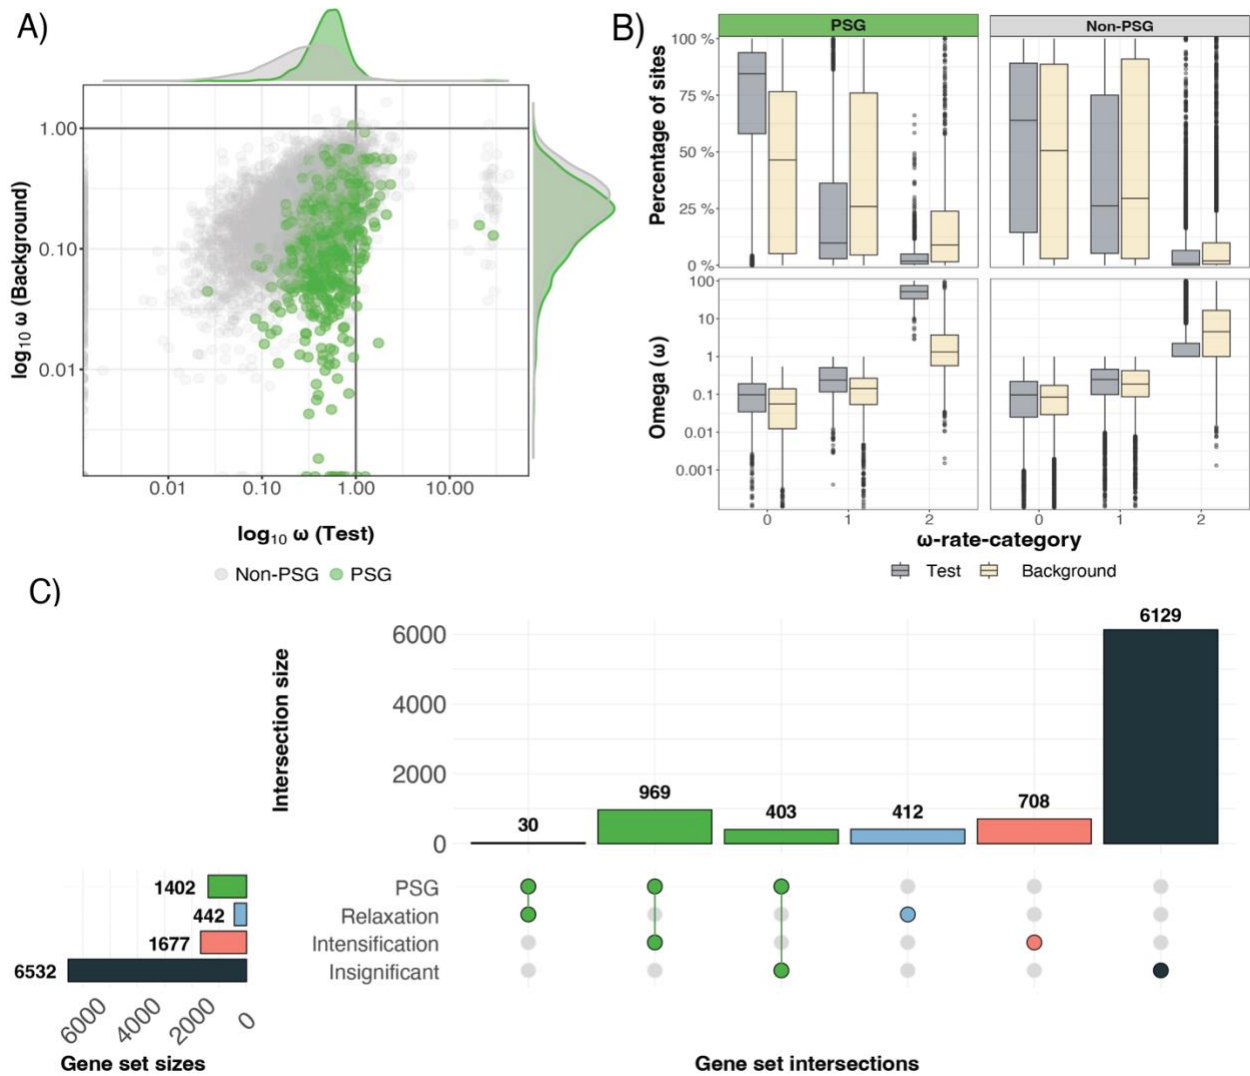 A)
1.00
0.10
0.01
log₁₀ ω (Background)
0.01 0.10 1.00 10.00
log₁₀ ω (Test)
Non-PSG PSG
B)
PSG Non-PSG
Percentage of sites
100 %
75 %
50 %
25 %
0 %
Omega (ω)
100
10
1
0.1
0.01
0.001
0 1 2 0 1 2
ω-rate-category
Test Background
C)
Intersection size
6000
4000
2000
0
30 969 403 412 708 6129
PSG
Relaxation
Intensification
Insignificant
1402
442
1677
6532
6000 4000 2000 0
Gene set sizes
Gene set intersections